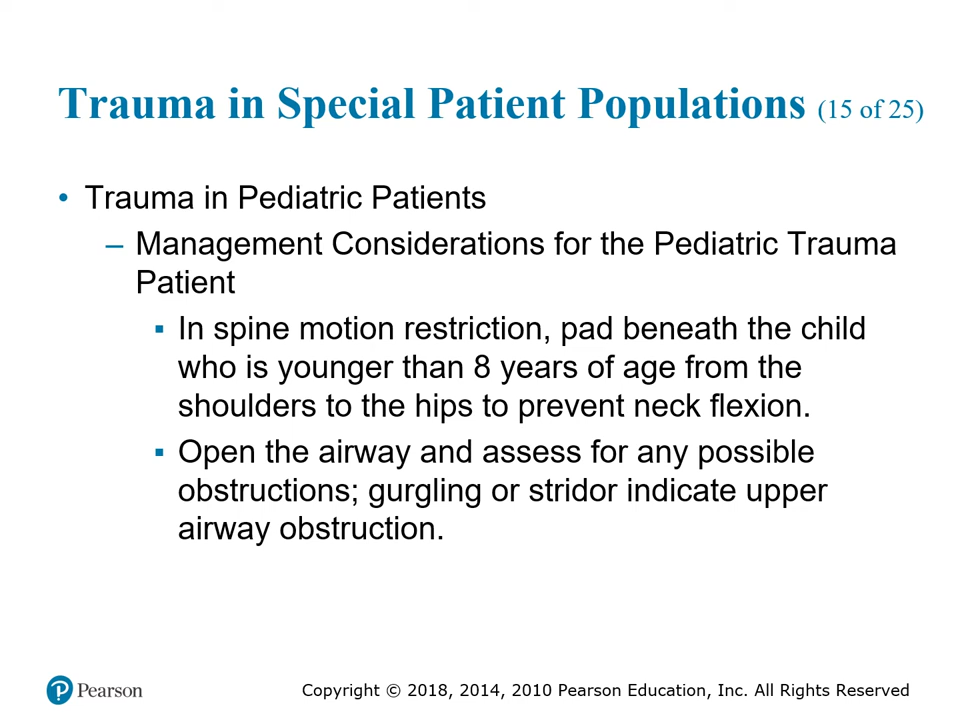 Trauma in Special Patient Populations (15 of 25)
• Trauma in Pediatric Patients
– Management Considerations for the Pediatric Trauma
Patient
▪ In spine motion restriction, pad beneath the child
who is younger than 8 years of age from the
shoulders to the hips to prevent neck flexion.
▪ Open the airway and assess for any possible
obstructions; gurgling or stridor indicate upper
airway obstruction.
Pearson
Copyright © 2018, 2014, 2010 Pearson Education, Inc. All Rights Reserved